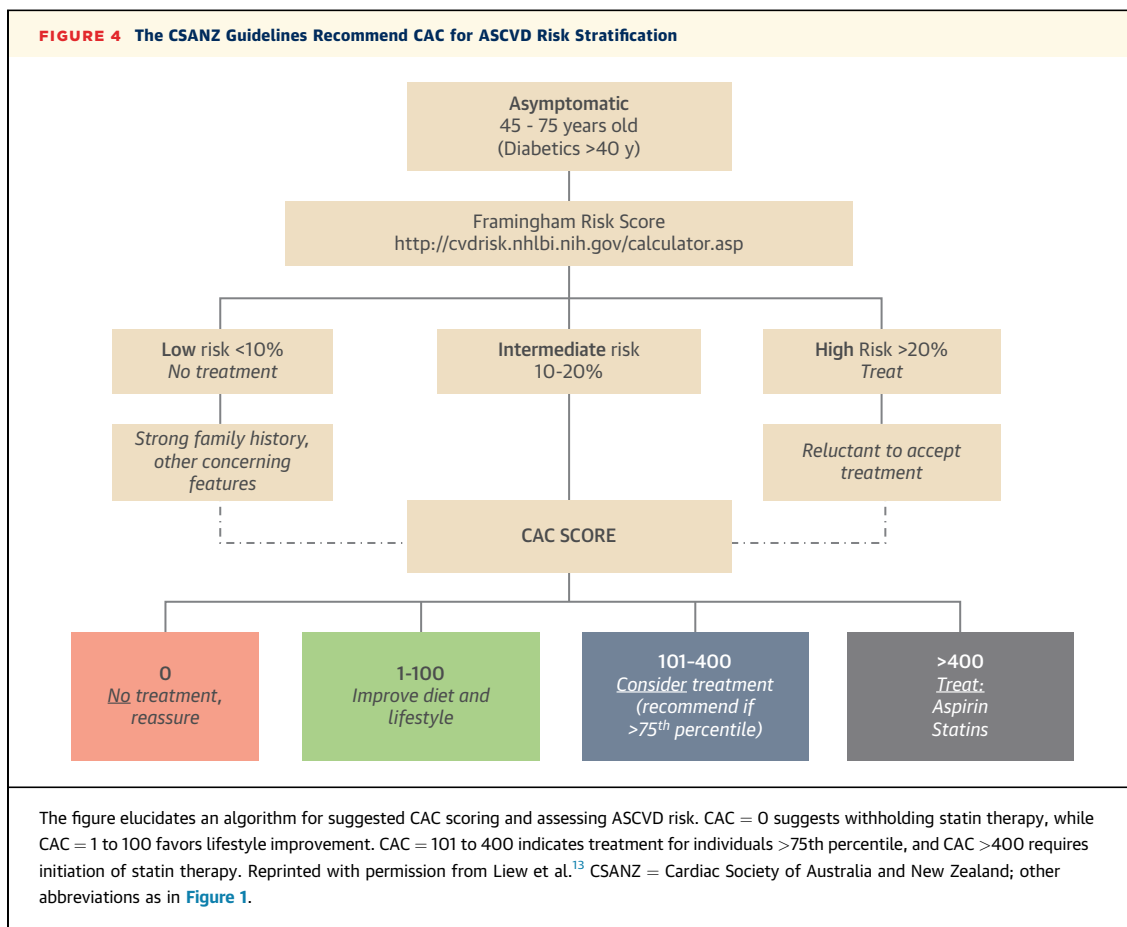 FIGURE 4 The CSANZ Guidelines Recommend CAC for ASCVD Risk Stratification
Asymptomatic
45 - 75 years old
(Diabetics >40 y)
Framingham Risk Score
http://cvdrisk.nhlbi.nih.gov/calculator.asp
Low risk <10%
No treatment
Intermediate risk
10-20%
High Risk >20%
Treat
Strong family history,
other concerning
features
Reluctant to accept
treatment
CAC SCORE
0
No treatment,
reassure
1-100
Improve diet and
lifestyle
101-400
Consider treatment
(recommend if
>75th percentile)
>400
Treat:
Aspirin
Statins
The figure elucidates an algorithm for suggested CAC scoring and assessing ASCVD risk. CAC = 0 suggests withholding statin therapy, while
CAC = 1 to 100 favors lifestyle improvement. CAC = 101 to 400 indicates treatment for individuals >75th percentile, and CAC >400 requires
initiation of statin therapy. Reprinted with permission from Liew et al.13 CSANZ = Cardiac Society of Australia and New Zealand; other
abbreviations as in Figure 1.